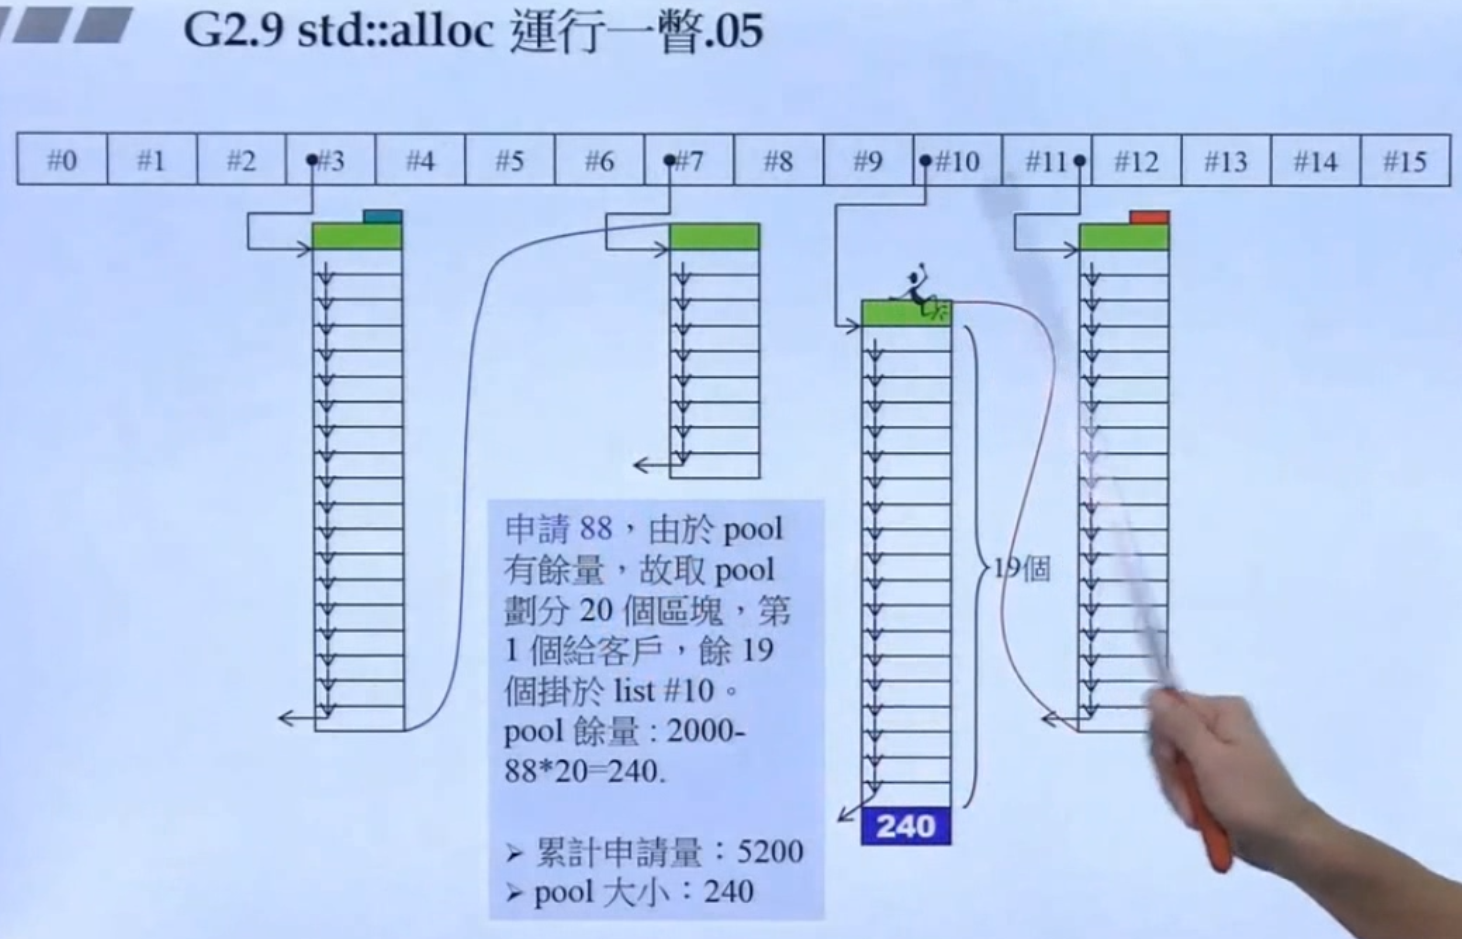 G2.9 std::alloc 運行一瞥.05
#0 #1 #2 #3 #4 #5 #6 #7 #8 #9 #10 #11 #12 #13 #14 #15
申請 88，由於 pool
有餘量，故取 pool
劃分 20 個區塊，第
1 個給客戶，餘 19
個掛於 list #10。
pool 餘量 : 2000-
88*20=240.
➢ 累計申請量：5200
➢ pool 大小：240
19個
240